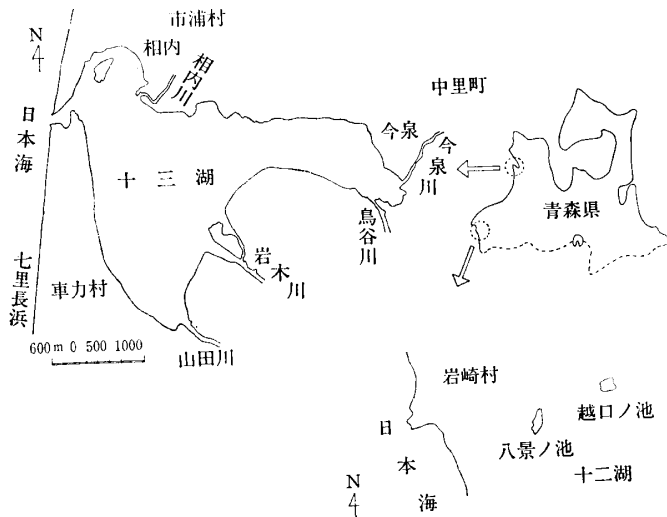 市浦村
N
相内
相内川
中里町
今泉
今泉川
日本海
十三湖
青森県
鳥谷川
岩木川
七里長浜
車力村
600m 0 500 1000
山田川
岩崎村
越口ノ池
日本海
八景ノ池
十二湖
N